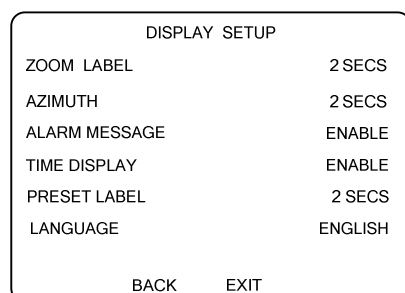 DISPLAY SETUP
ZOOM LABEL 2 SECS
AZIMUTH 2 SECS
ALARM MESSAGE ENABLE
TIME DISPLAY ENABLE
PRESET LABEL 2 SECS
LANGUAGE ENGLISH
BACK EXIT